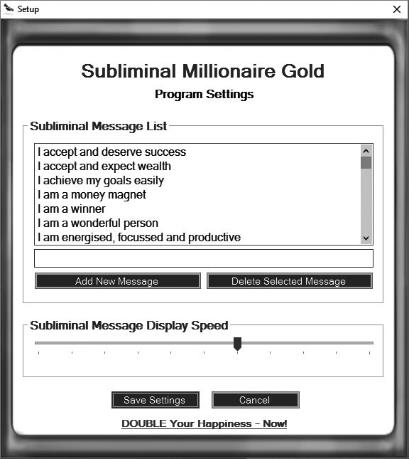 Setup
Subliminal Millionaire Gold
Program Settings
Subliminal Message List
I accept and deserve success
I accept and expect wealth
I achieve my goals easily
I am a money magnet
I am a winner
I am a wonderful person
I am energised, focussed and productive
Add New Message Delete Selected Message
Subliminal Message Display Speed
Save Settings Cancel
DOUBLE Your Happiness - Now!